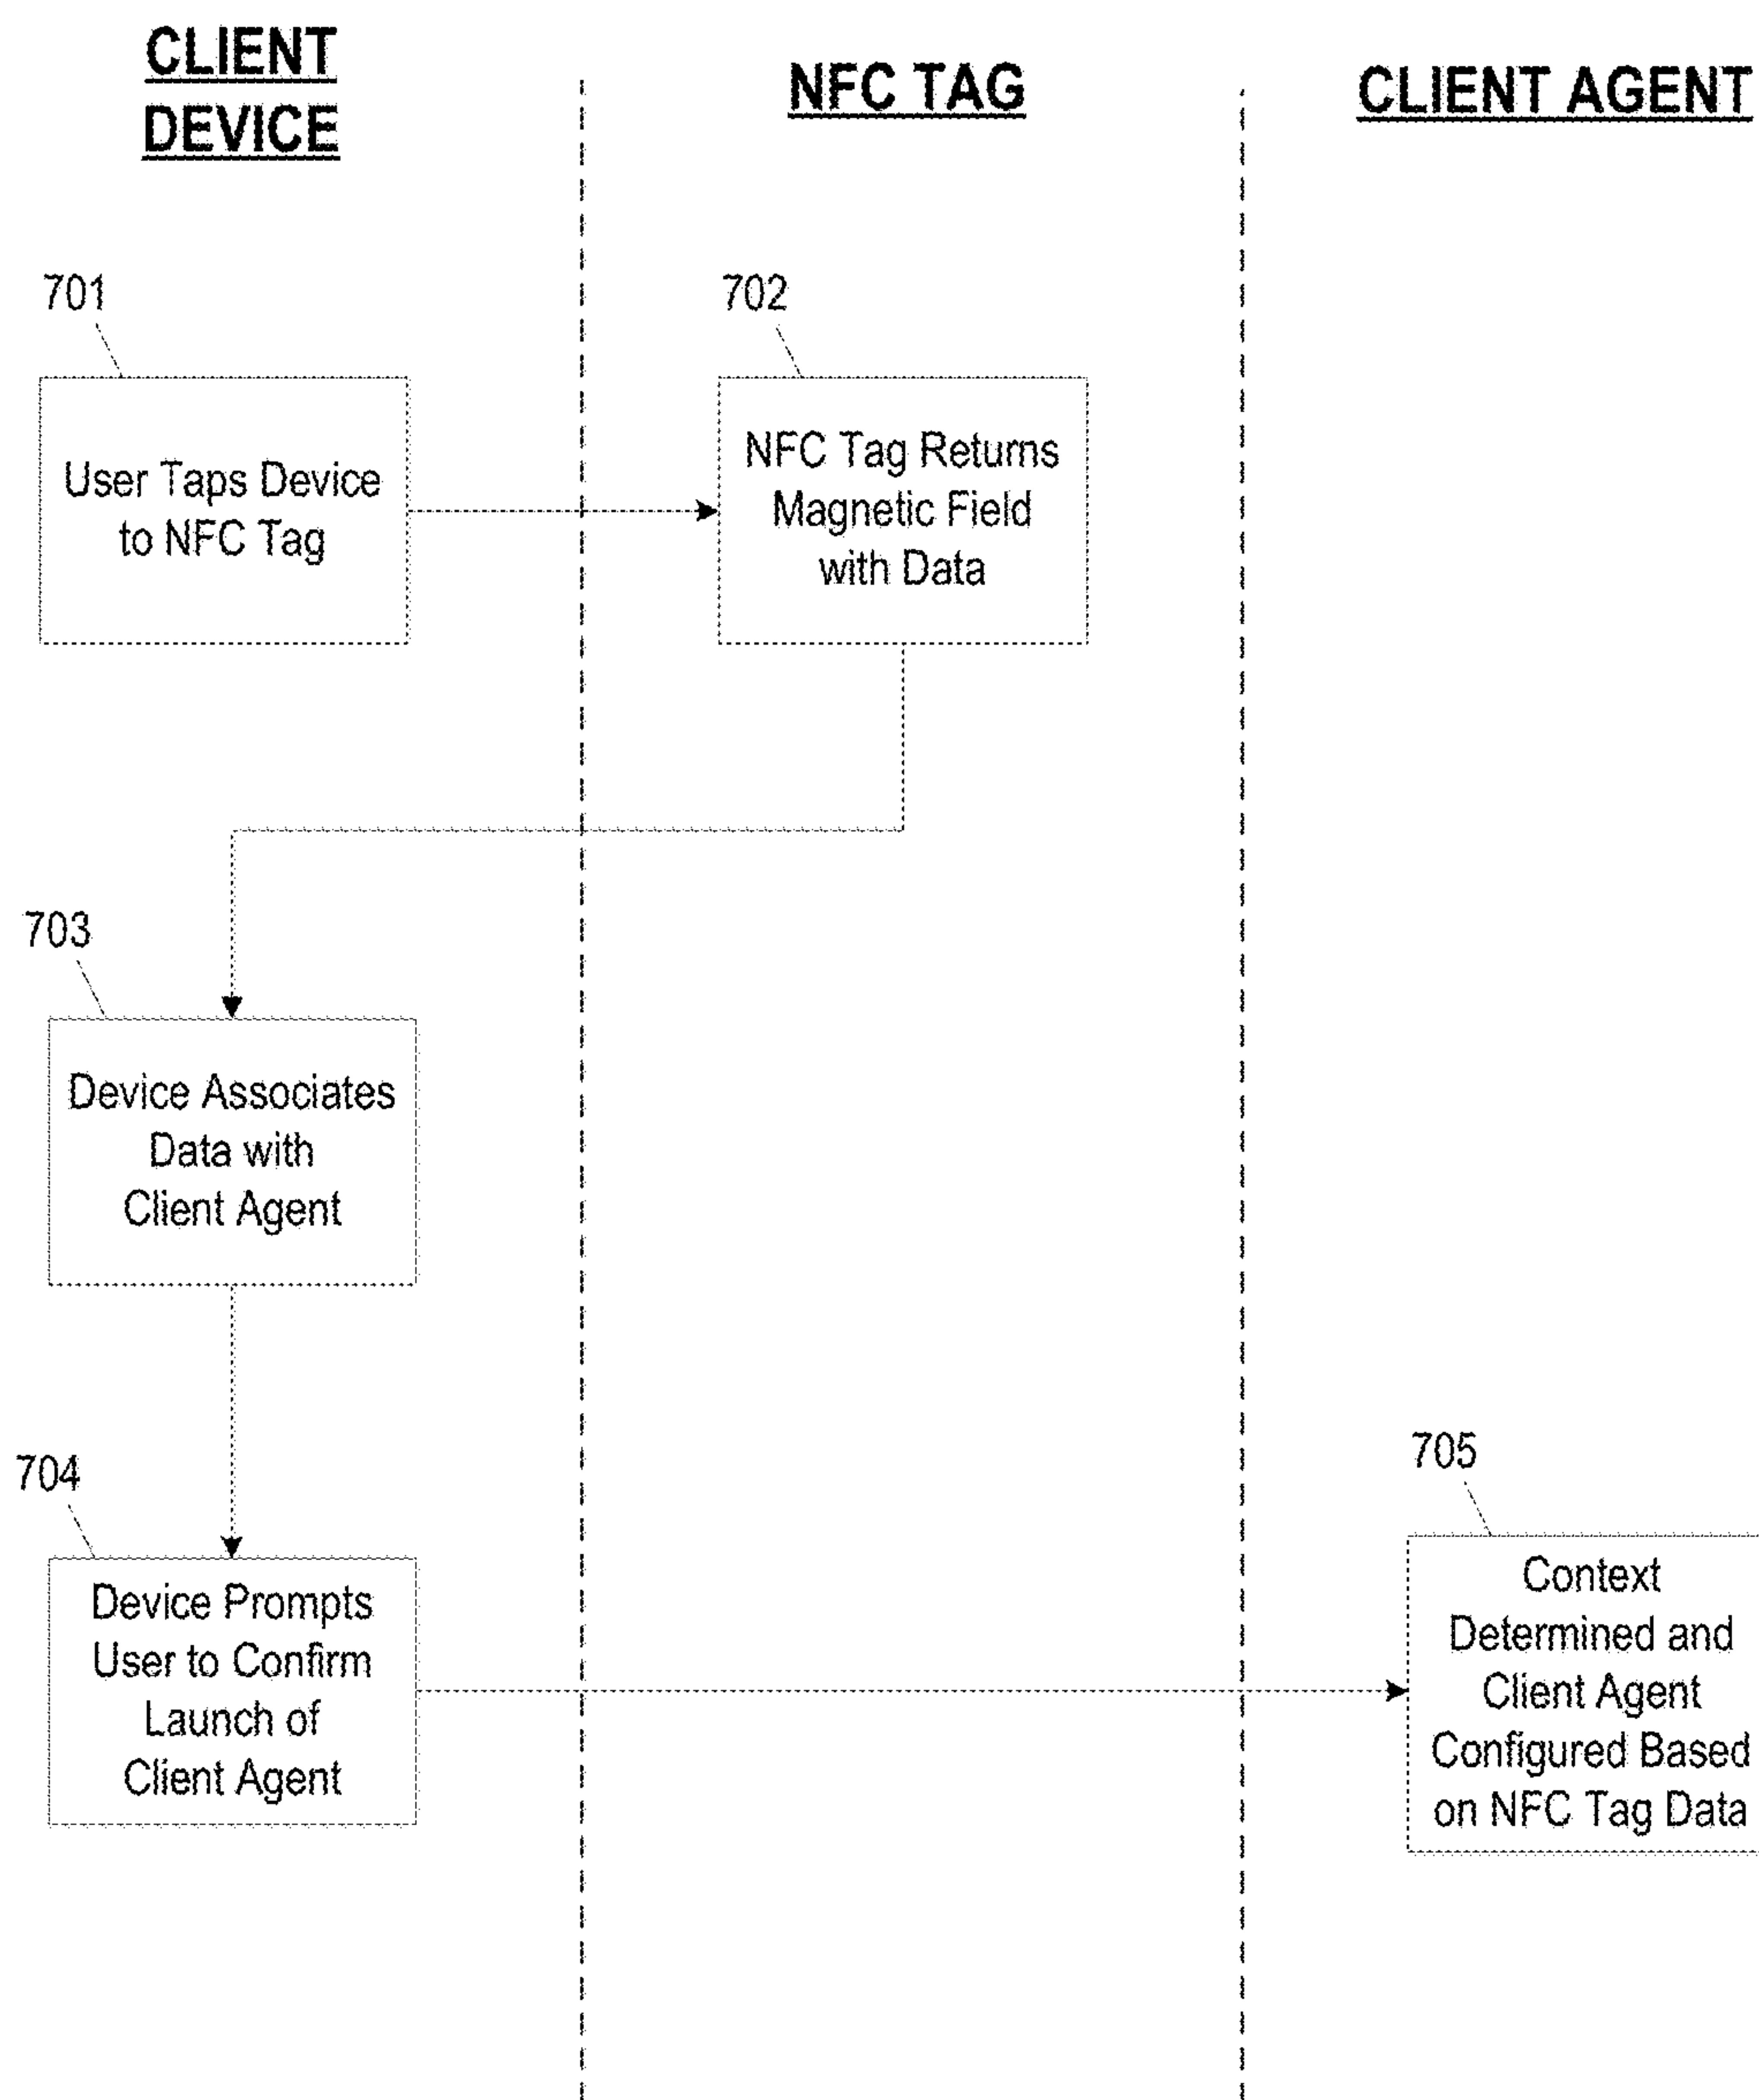 CLIENT
DEVICE
NFC TAG
CLIENT AGENT
701
User Taps Device
to NFC Tag
702
NFC Tag Returns
Magnetic Field
with Data
703
Device Associates
Data with
Client Agent
704
Device Prompts
User to Confirm
Launch of
Client Agent
705
Context
Determined and
Client Agent
Configured Based
on NFC Tag Data